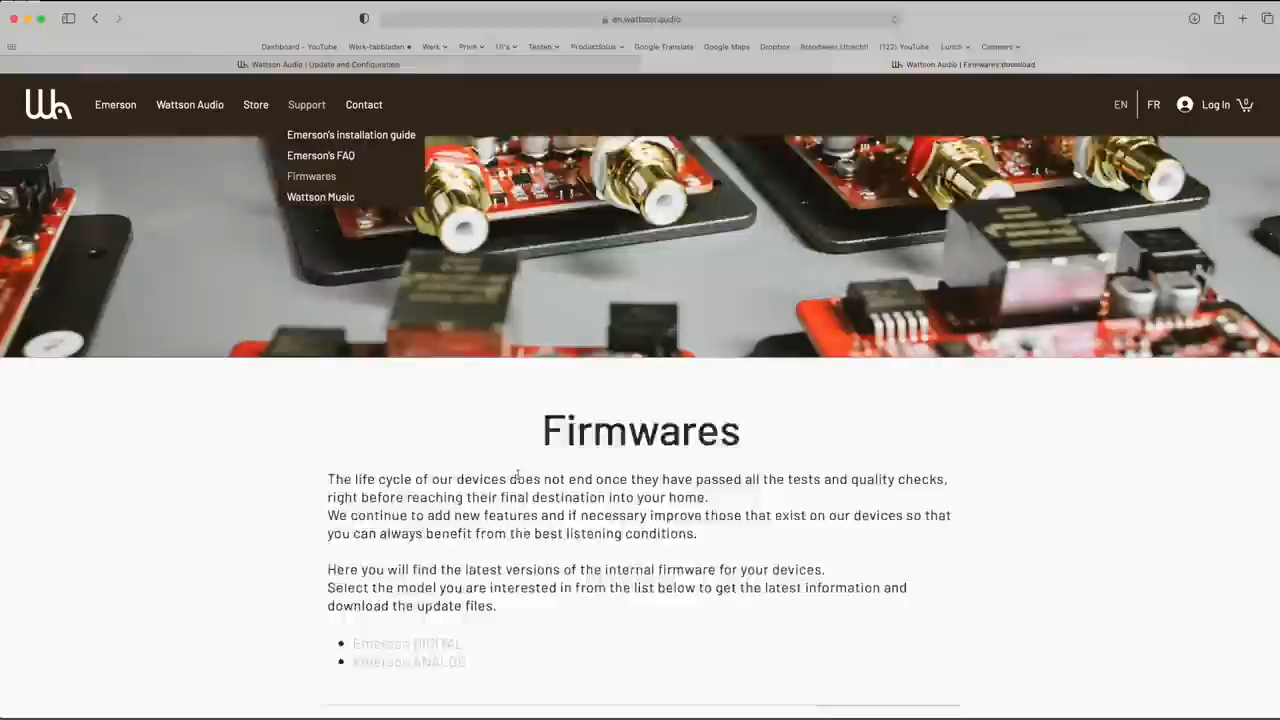 en.wattson.audio
Dashboard - YouTube Werk-tabbladen Werk Privé UI's Testen Productfocus Google Translate Google Maps Dropbox Brandweer Utrecht! (122) YouTube Lunch Comment
Wattson Audio | Update and Configuration
Wattson Audio | Firmwares download
Emerson Wattson Audio Store Support Contact EN FR Log In 0
Emerson's installation guide
Emerson's FAQ
Firmwares
Wattson Music
Firmwares
The life cycle of our devices does not end once they have passed all the tests and quality checks,
right before reaching their final destination into your home.
We continue to add new features and if necessary improve those that exist on our devices so that
you can always benefit from the best listening conditions.
Here you will find the latest versions of the internal firmware for your devices.
Select the model you are interested in from the list below to get the latest information and
download the update files.
• Emerson DIGITAL
• Emerson ANALOG